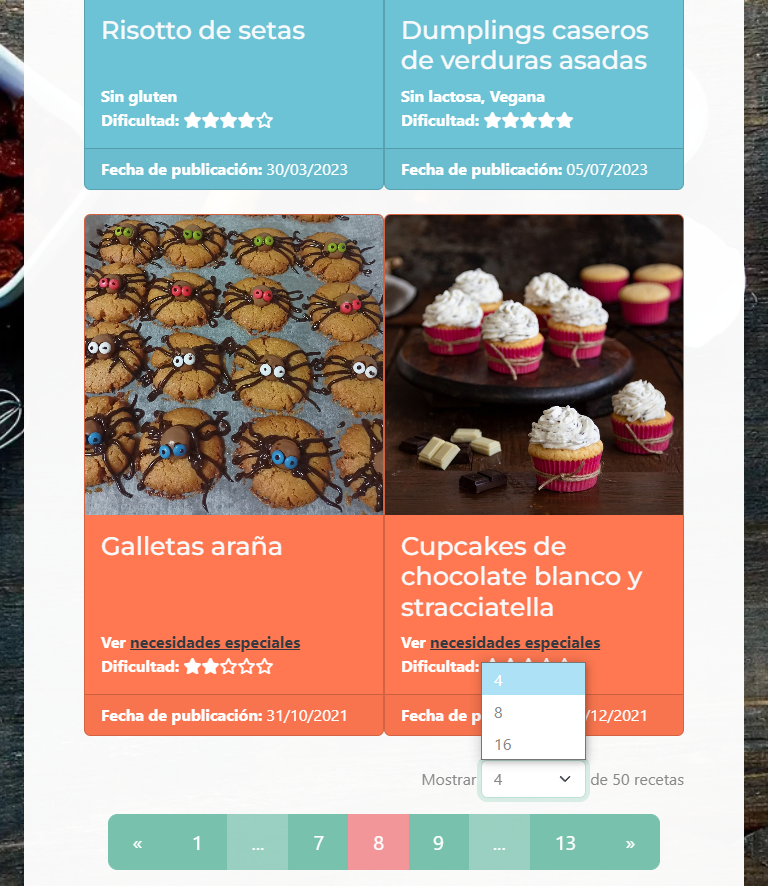 Risotto de setas
Dumplings caseros
de verduras asadas
Sin gluten
Dificultad:
Sin lactosa, Vegana
Dificultad:
Fecha de publicación: 30/03/2023
Fecha de publicación: 05/07/2023
Galletas araña
Cupcakes de
chocolate blanco y
stracciatella
Ver necesidades especiales
Dificultad:
Ver necesidades especiales
Dificultad:
Fecha de publicación: 31/10/2021
Fecha de p
/12/2021
4
8
16
Mostrar 4 de 50 recetas
« 1 ... 7 8 9 ... 13 »